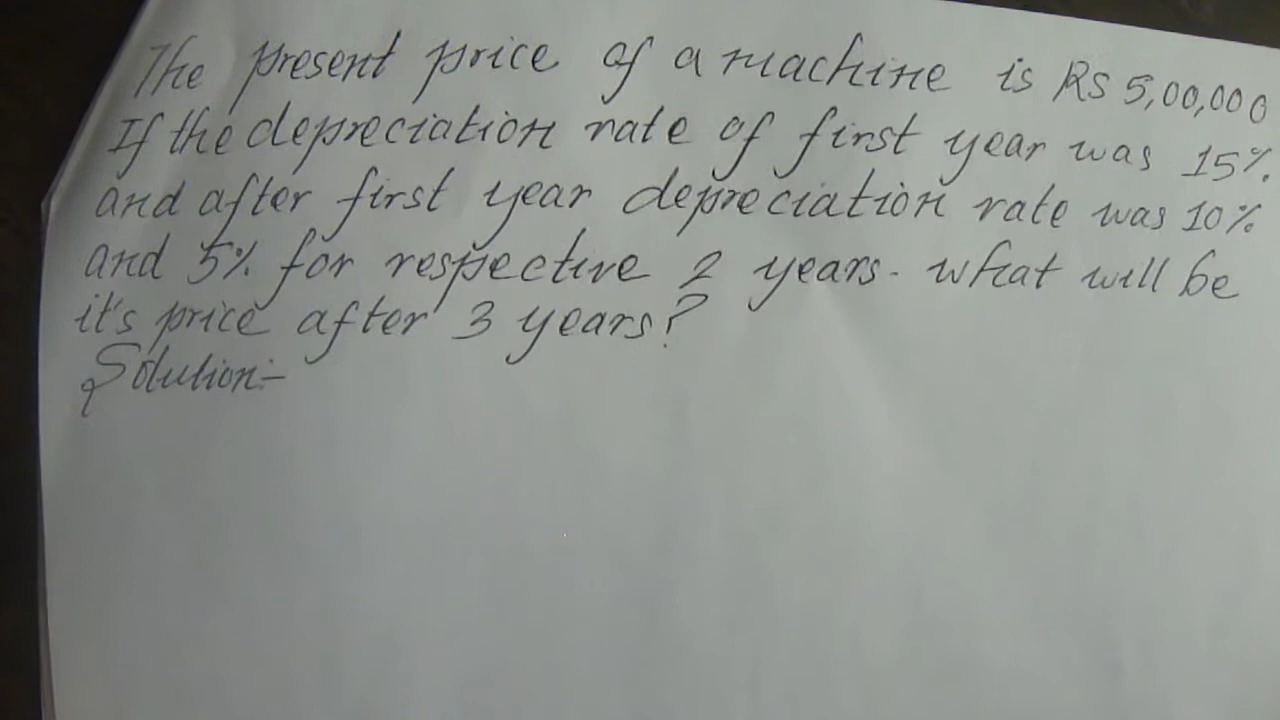 The present price of a machine is Rs 5,00,000
If the depreciation rate of first year was 15%.
and after first year depreciation rate was 10%
and 5% for respective 2 years. what will be
it's price after 3 years?
Solution:-